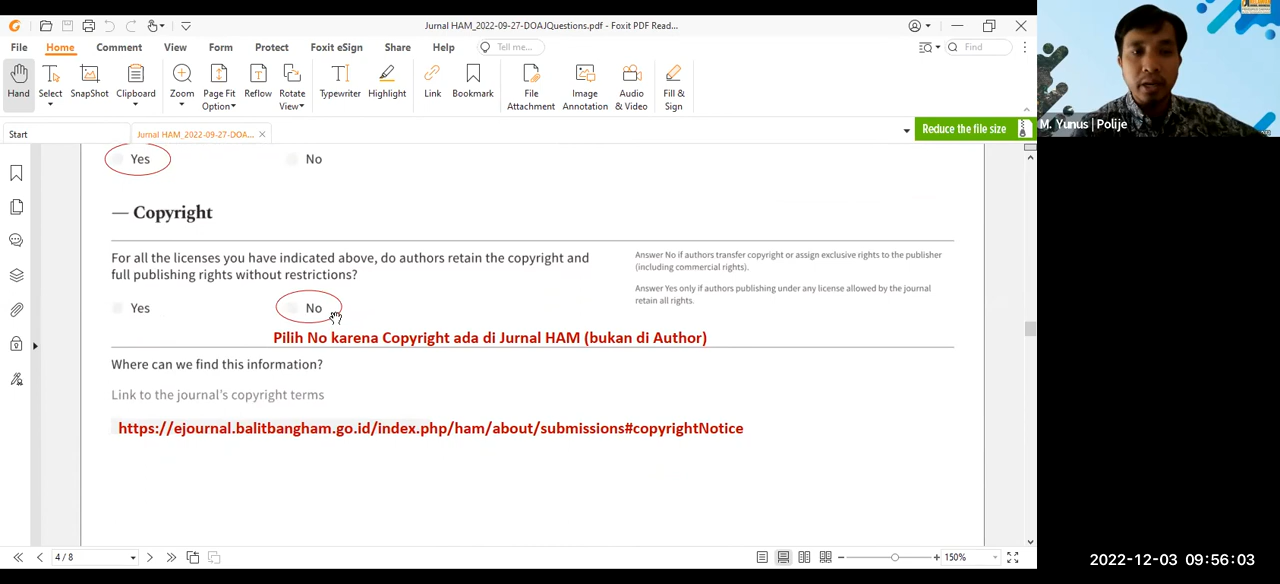 Jurnal HAM_2022-09-27-DOAJQuestions.pdf - Foxit PDF Read...
File Home Comment View Form Protect Foxit eSign Share Help Tell me... Find
Hand Select SnapShot Clipboard Zoom Page Fit Option Reflow Rotate View Typewriter Highlight Link Bookmark File Attachment Image Annotation Audio & Video Fill & Sign
Start Jurnal HAM_2022-09-27-DOA... Reduce the file size
M. Yunus | Polije
Yes No
— Copyright
For all the licenses you have indicated above, do authors retain the copyright and
full publishing rights without restrictions?
Answer No if authors transfer copyright or assign exclusive rights to the publisher
(including commercial rights).
Answer Yes only if authors publishing under any license allowed by the journal
retain all rights.
Yes No
Pilih No karena Copyright ada di Jurnal HAM (bukan di Author)
Where can we find this information?
Link to the journal's copyright terms
https://ejournal.balitbangham.go.id/index.php/ham/about/submissions#copyrightNotice
4 / 8 150%
2022-12-03 09:56:03